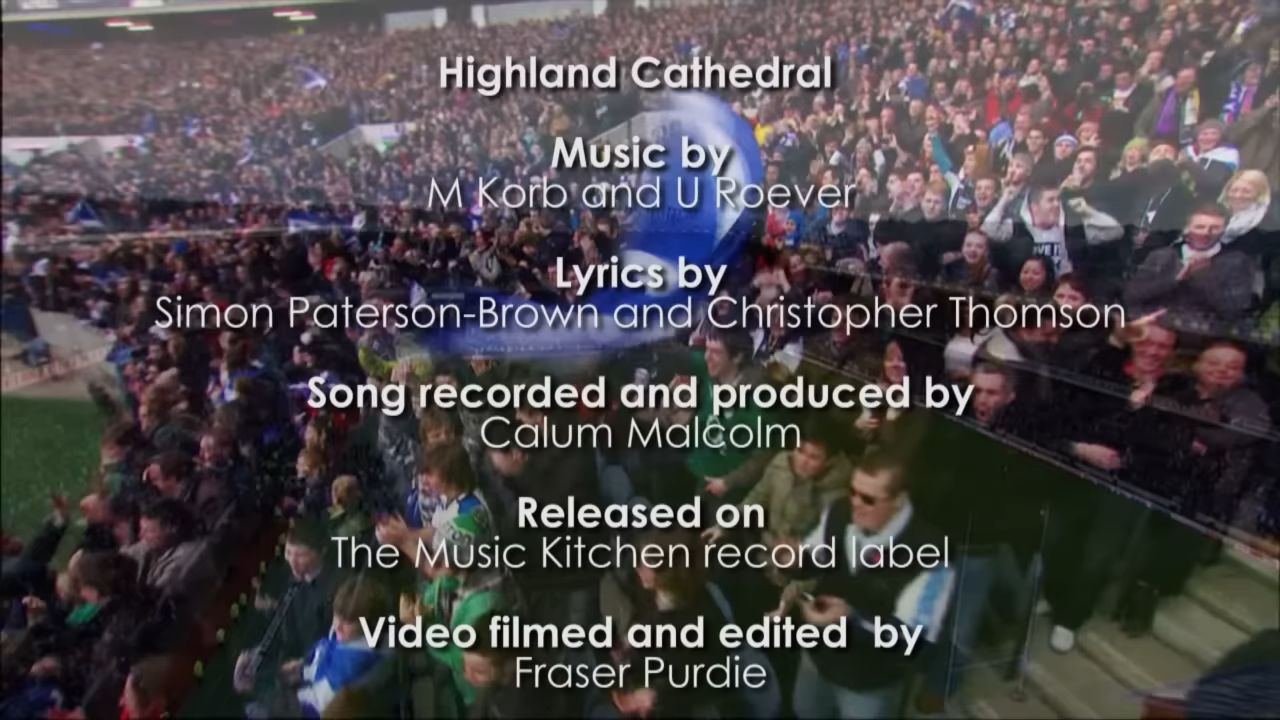 Highland Cathedral
Music by
M Korb and U Roever
Lyrics by
Simon Paterson-Brown and Christopher Thomson
Song recorded and produced by
Calum Malcolm
Released on
The Music Kitchen record label
Video filmed and edited by
Fraser Purdie